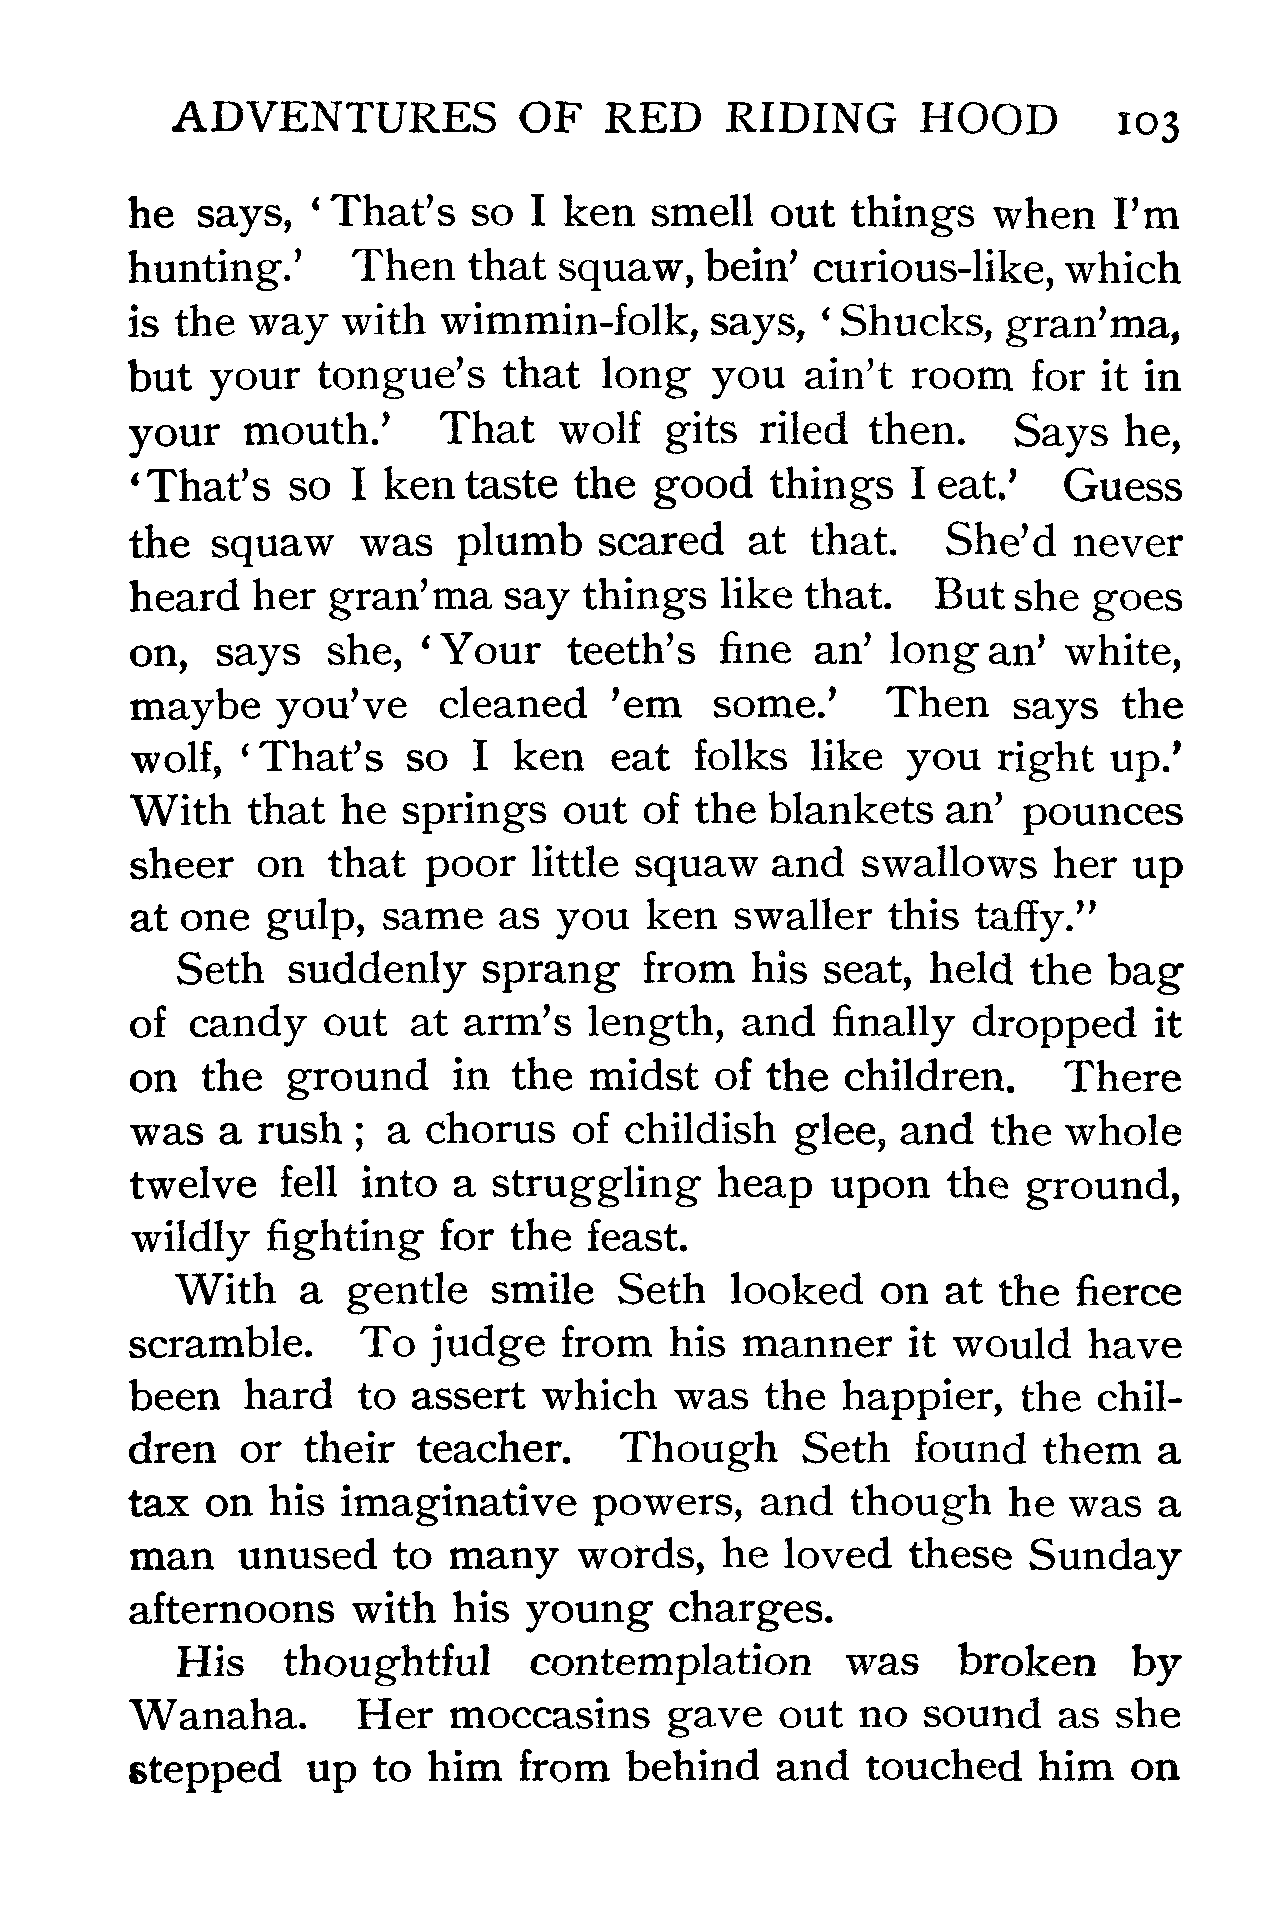 ADVENTURES OF RED RIDING HOOD 103
he says, ‘That’s so I ken smell out things when I’m
hunting.’ Then that squaw, bein’ curious-like, which
is the way with wimmin-folk, says, ‘Shucks, gran’ma,
but your tongue’s that long you ain’t room for it in
your mouth.’ That wolf gits riled then. Says he,
‘That’s so I ken taste the good things I eat.’ Guess
the squaw was plumb scared at that. She’d never
heard her gran’ma say things like that. But she goes
on, says she, ‘Your teeth’s fine an’ long an’ white,
maybe you’ve cleaned ’em some.’ Then says the
wolf, ‘That’s so I ken eat folks like you right up.’
With that he springs out of the blankets an’ pounces
sheer on that poor little squaw and swallows her up
at one gulp, same as you ken swaller this taffy.”
Seth suddenly sprang from his seat, held the bag
of candy out at arm’s length, and finally dropped it
on the ground in the midst of the children. There
was a rush; a chorus of childish glee, and the whole
twelve fell into a struggling heap upon the ground,
wildly fighting for the feast.
With a gentle smile Seth looked on at the fierce
scramble. To judge from his manner it would have
been hard to assert which was the happier, the chil-
dren or their teacher. Though Seth found them a
tax on his imaginative powers, and though he was a
man unused to many words, he loved these Sunday
afternoons with his young charges.
His thoughtful contemplation was broken by
Wanaha. Her moccasins gave out no sound as she
stepped up to him from behind and touched him on